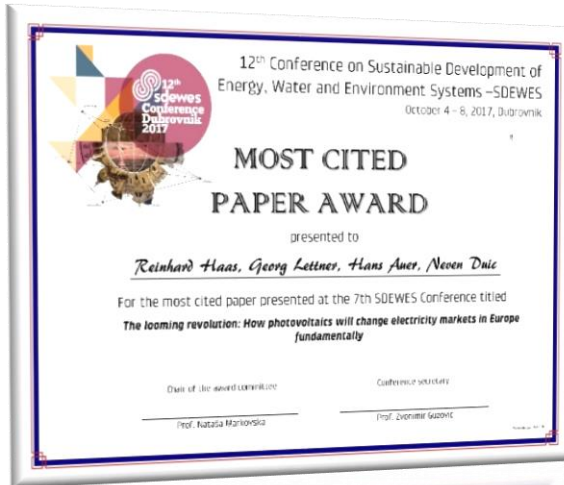 12th
sdewes
Conference
Dubrovnik
2017
12th Conference on Sustainable Development of
Energy, Water and Environment Systems –SDEWES
October 4 – 8, 2017, Dubrovnik
MOST CITED
PAPER AWARD
presented to
Reinhard Haas, Georg Lettner, Hans Auer, Neven Duic
For the most cited paper presented at the 7th SDEWES Conference titled
The looming revolution: How photovoltaics will change electricity markets in Europe
fundamentally
Chair of the award committee
Conference secretary
Prof. Nataša Markovska
Prof. Zvonimir Guzović